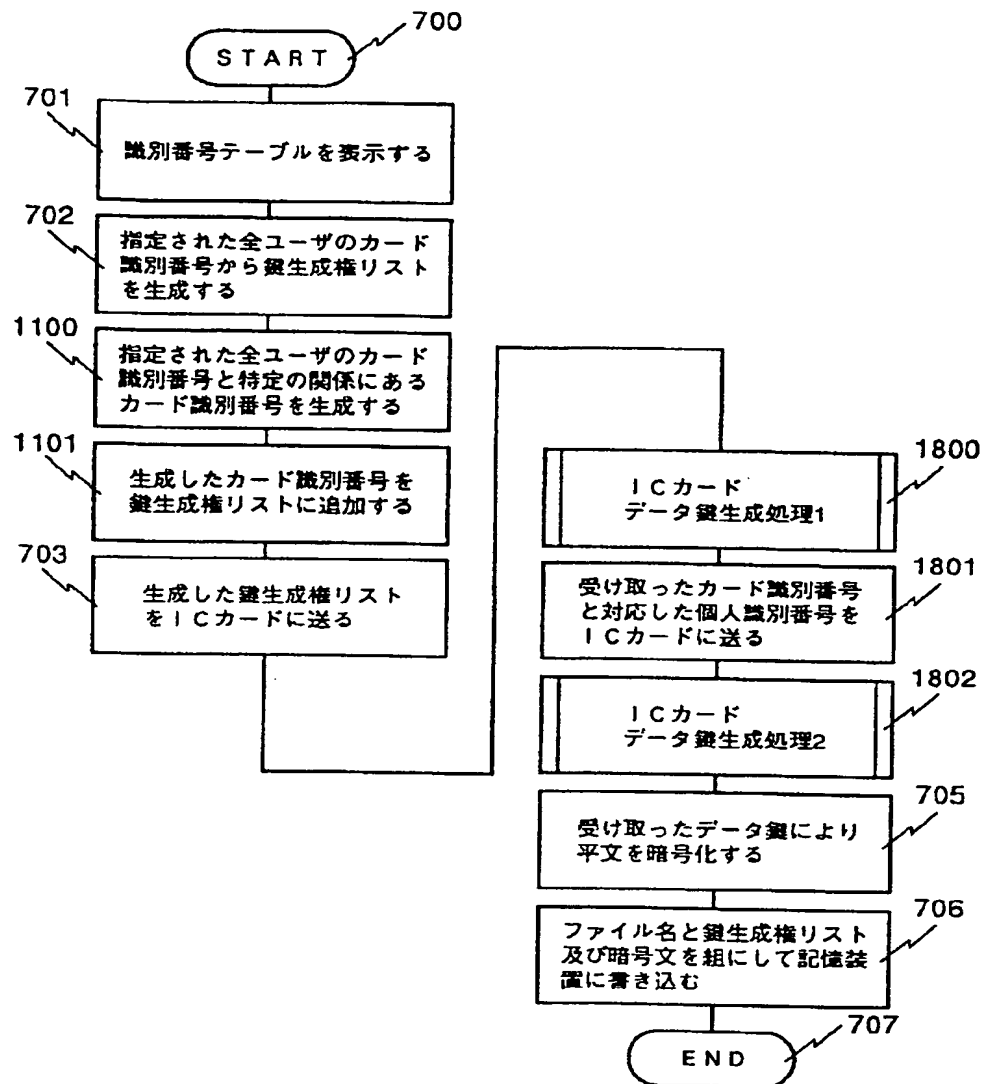 700
START
701
識別番号テーブルを表示する
702
指定された全ユーザのカード
識別番号から鍵生成権リスト
を生成する
1100
指定された全ユーザのカード
識別番号と特定の関係にある
カード識別番号を生成する
1101
生成したカード識別番号を
鍵生成権リストに追加する
703
生成した鍵生成権リスト
をICカードに送る
1800
ICカード
データ鍵生成処理1
1801
受け取ったカード識別番号
と対応した個人識別番号を
ICカードに送る
1802
ICカード
データ鍵生成処理2
705
受け取ったデータ鍵により
平文を暗号化する
706
ファイル名と鍵生成権リスト
及び暗号文を組にして記憶装
置に書き込む
707
END